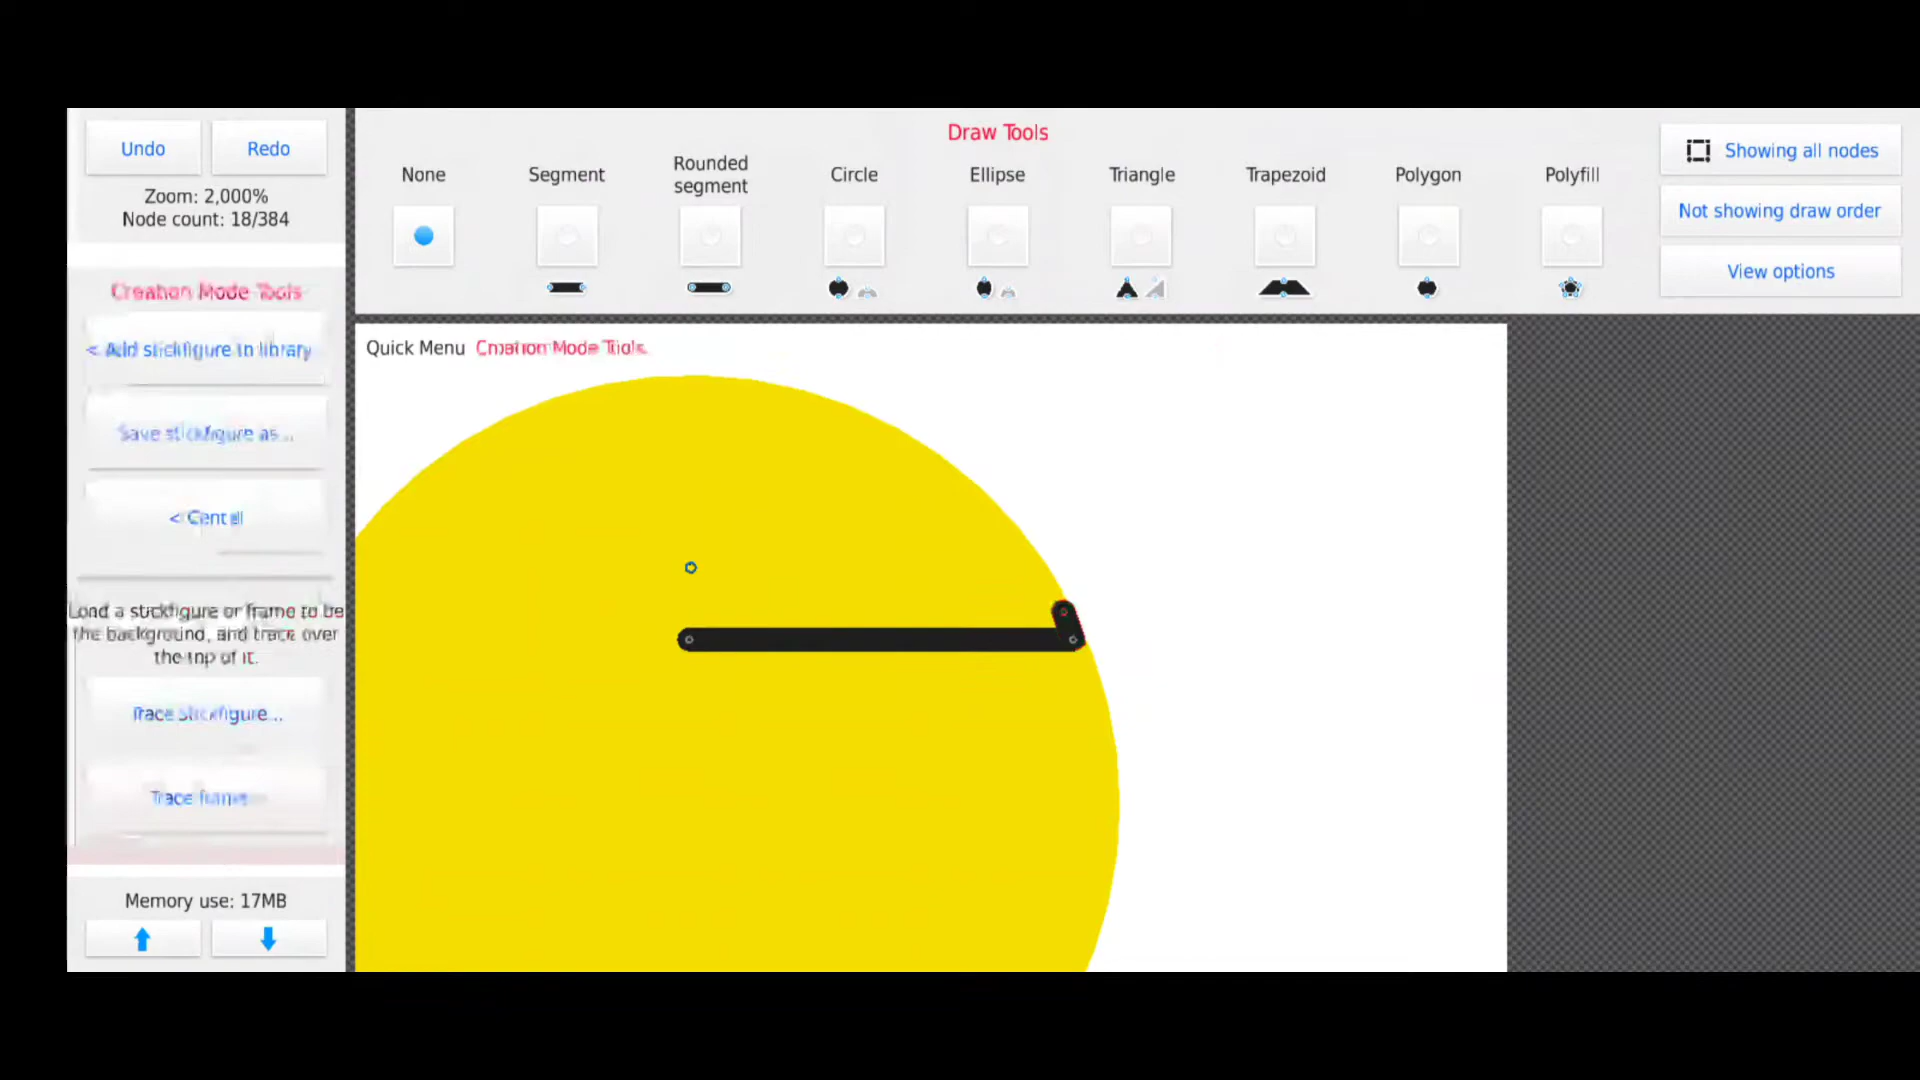 Undo
Redo
Zoom: 2,000%
Node count: 18/384
Creation Mode Tools
< Add stickfigure to library
Save stickfigure as...
Load a stickfigure or frame to be
the background, and trace over
the top of it.
Trace stickfigure...
Trace frame
Memory use: 17MB
Draw Tools
None
Segment
Rounded
segment
Circle
Ellipse
Triangle
Trapezoid
Polygon
Polyfill
Showing all nodes
Not showing draw order
View options
Quick Menu Creation Mode Tools